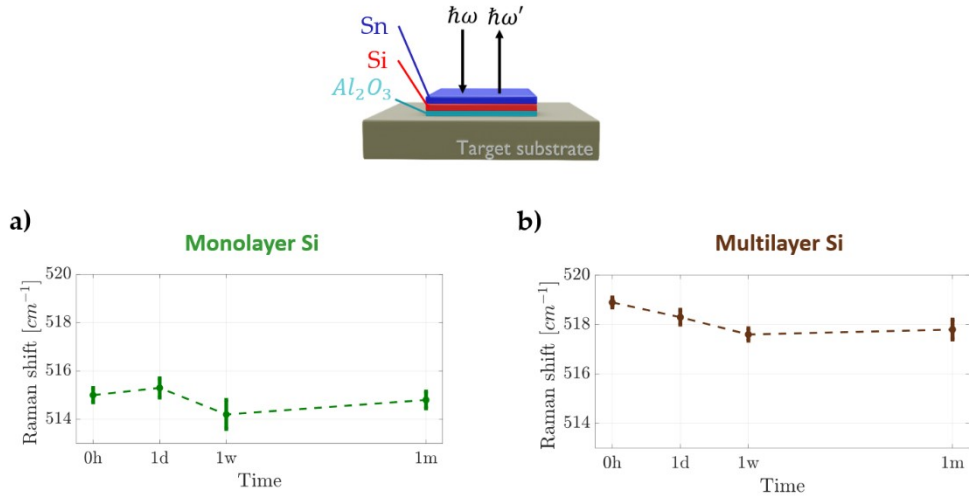 Sn
ħω
ħω′
Si
Al₂O₃
Target substrate
a)
Monolayer Si
Raman shift [cm⁻¹]
520
518
516
514
0h
1d
1w
1m
Time
b)
Multilayer Si
Raman shift [cm⁻¹]
520
518
516
514
0h
1d
1w
1m
Time